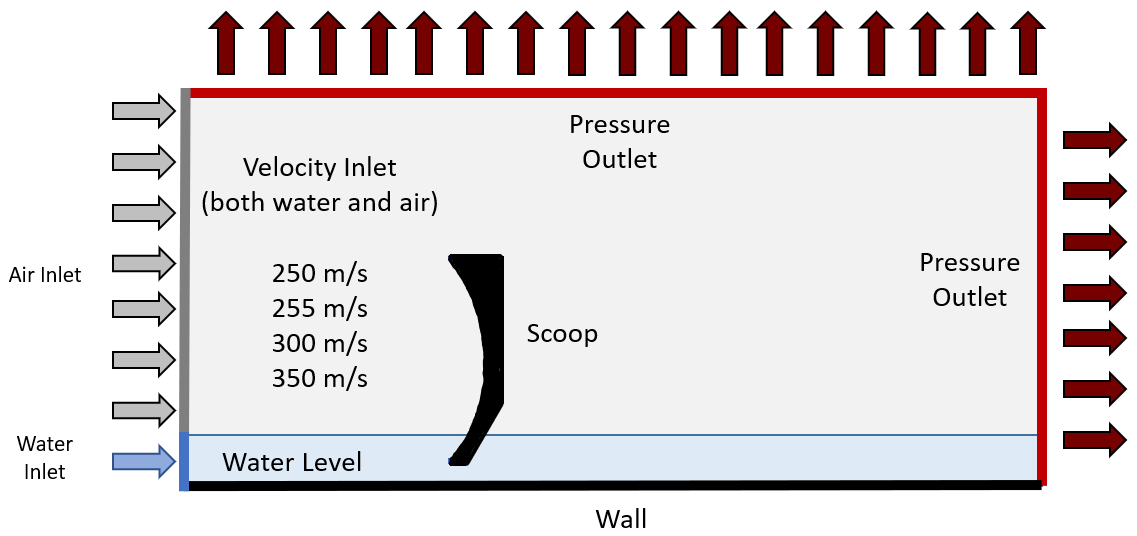 Pressure
Outlet
Velocity Inlet
(both water and air)
Air Inlet
250 m/s
255 m/s
300 m/s
350 m/s
Scoop
Pressure
Outlet
Water
Inlet
Water Level
Wall